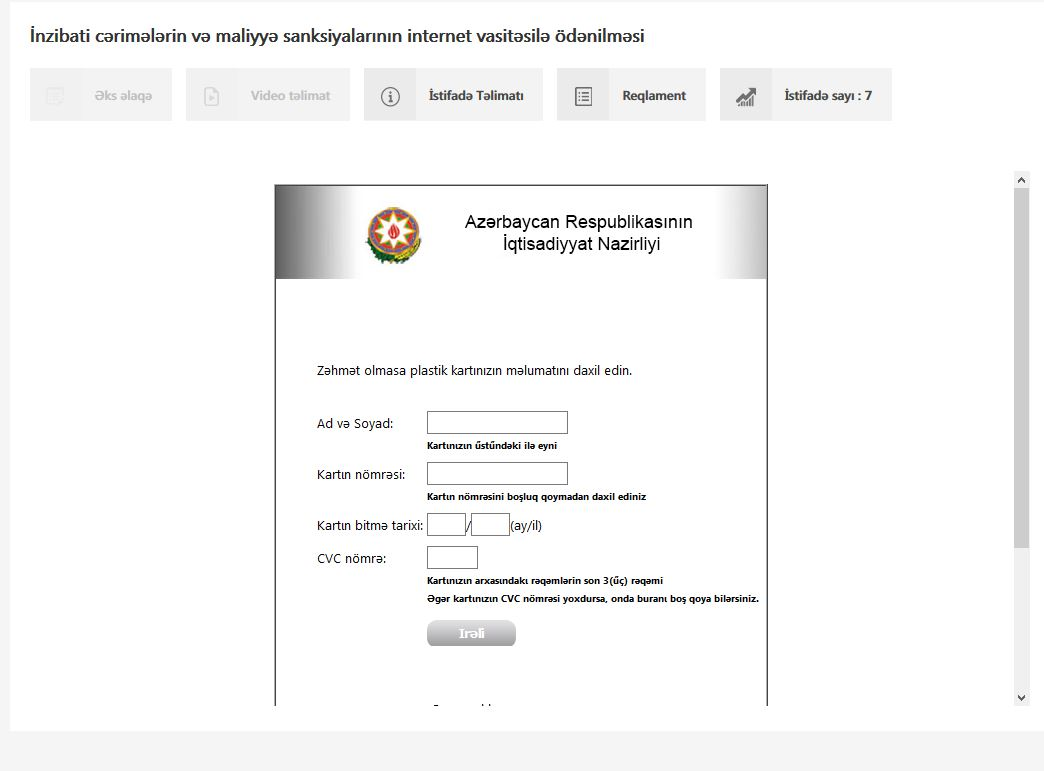 İnzibati cərimələrin və maliyyə sanksiyalarının internet vasitəsilə ödənilməsi
Əks əlaqə
Video təlimat
İstifadə Təlimatı
Reqlament
İstifadə sayı : 7
Azərbaycan Respublikasının
İqtisadiyyat Nazirliyi
Zəhmət olmasa plastik kartınızın məlumatını daxil edin.
Ad və Soyad:
Kartınızın űstűndəki ilə eyni
Kartın nömrəsi:
Kartın nömrəsini boşluq qoymadan daxil ediniz
Kartın bitmə tarixi: / (ay/il)
CVC nömrə:
Kartınızın arxasındakı rəqəmlərin son 3(űç) rəqəmi
Əgər kartınızın CVC nömrəsi yoxdursa, onda buranı boş qoya bilərsiniz.
Irəli